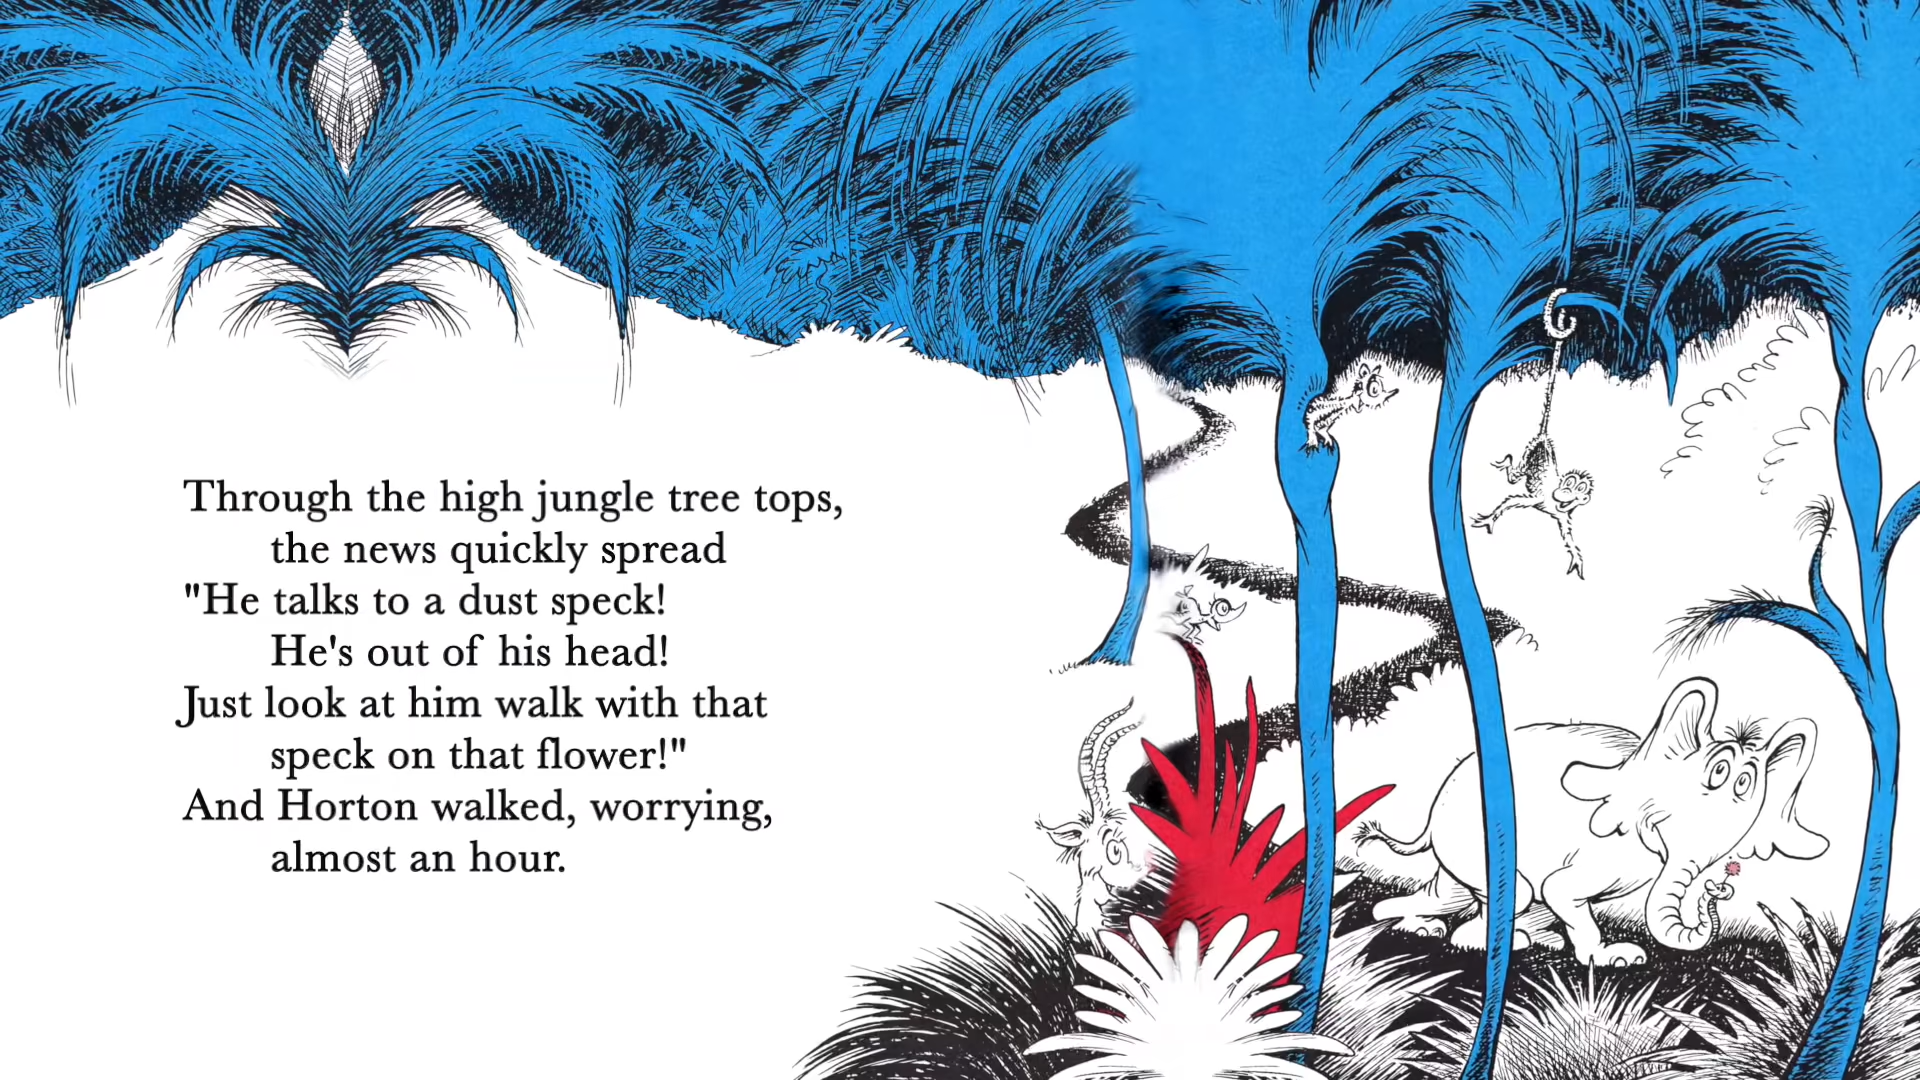 Through the high jungle tree tops,
the news quickly spread
"He talks to a dust speck!
He's out of his head!
Just look at him walk with that
speck on that flower!"
And Horton walked, worrying,
almost an hour.